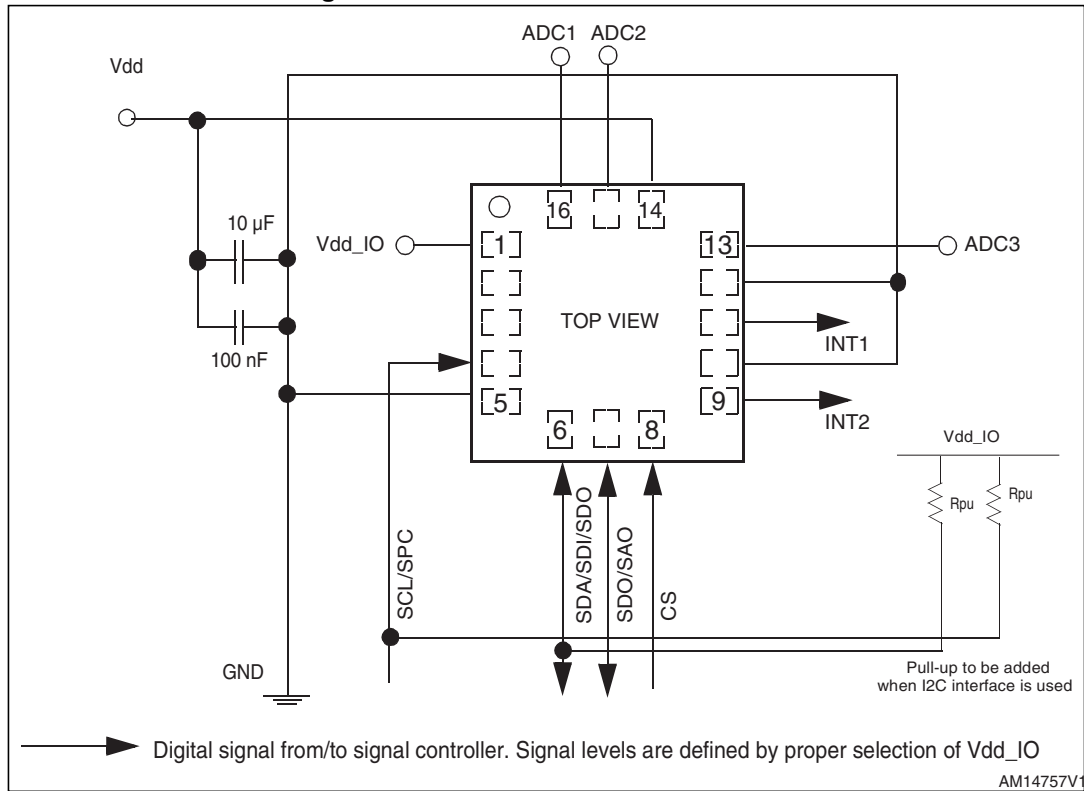 ADC1 ADC2
Vdd
10 µF
Vdd_IO
16
14
1
13
ADC3
TOP VIEW
INT1
100 nF
5
9
INT2
6
8
Vdd_IO
Rpu
Rpu
SCL/SPC
SDA/SDI/SDO
SDO/SAO
CS
GND
Pull-up to be added
when I2C interface is used
Digital signal from/to signal controller. Signal levels are defined by proper selection of Vdd_IO
AM14757V1